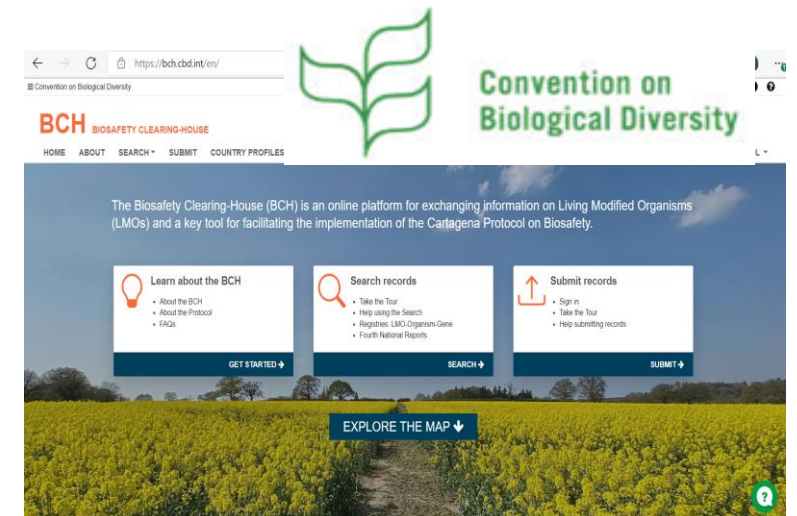 https://bch.cbd.int/en/
Convention on Biological Diversity
Convention on
Biological Diversity
BCH BIOSAFETY CLEARING-HOUSE
HOME ABOUT SEARCH SUBMIT COUNTRY PROFILES
The Biosafety Clearing-House (BCH) is an online platform for exchanging information on Living Modified Organisms
(LMOs) and a key tool for facilitating the implementation of the Cartagena Protocol on Biosafety.
Learn about the BCH
• About the BCH
• About the Protocol
• FAQs
GET STARTED →
Search records
• Take the Tour
• Help using the Search
• Registries: LMO-Organism-Gene
• Fourth National Reports
SEARCH →
Submit records
• Sign in
• Take the Tour
• Help submitting records
SUBMIT →
EXPLORE THE MAP ↓